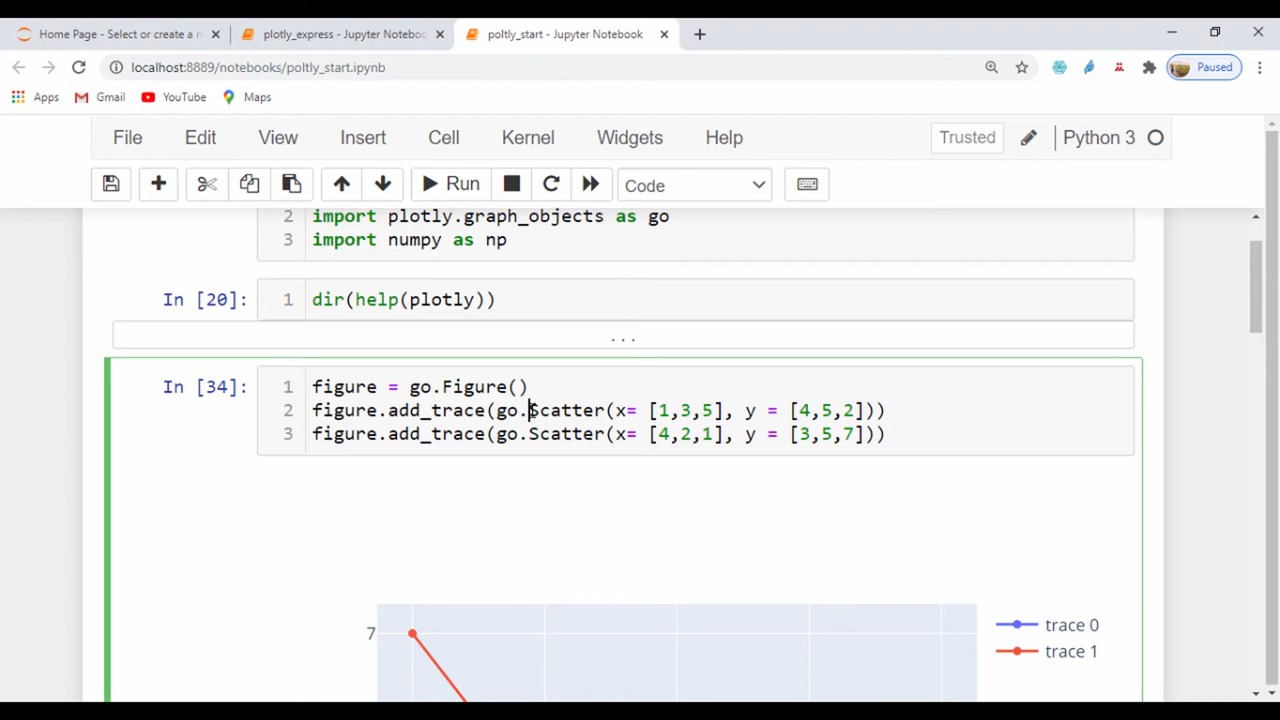 Home Page - Select or create a n
plotly_express - Jupyter Noteboo
poltly_start - Jupyter Notebook
localhost:8889/notebooks/poltly_start.ipynb
Paused
Apps Gmail YouTube Maps
File Edit View Insert Cell Kernel Widgets Help Trusted Python 3
Run Code
2 import plotly.graph_objects as go
3 import numpy as np
In [20]: 1 dir(help(plotly))
...
In [34]: 1 figure = go.Figure()
2 figure.add_trace(go.Scatter(x= [1,3,5], y = [4,5,2]))
3 figure.add_trace(go.Scatter(x= [4,2,1], y = [3,5,7]))
7
trace 0
trace 1